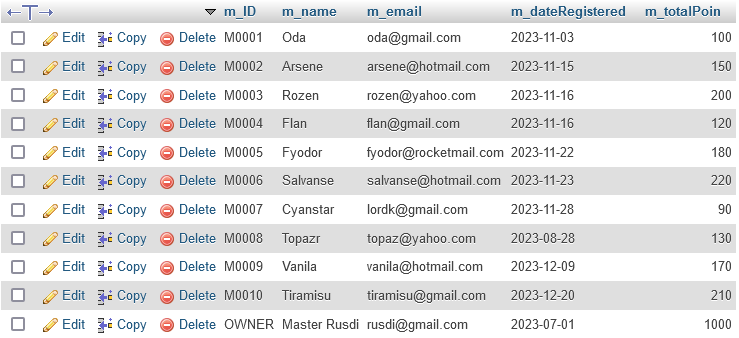 m_ID m_name m_email m_dateRegistered m_totalPoin
Edit Copy Delete M0001 Oda oda@gmail.com 2023-11-03 100
Edit Copy Delete M0002 Arsene arsene@hotmail.com 2023-11-15 150
Edit Copy Delete M0003 Rozen rozen@yahoo.com 2023-11-16 200
Edit Copy Delete M0004 Flan flan@gmail.com 2023-11-16 120
Edit Copy Delete M0005 Fyodor fyodor@rocketmail.com 2023-11-22 180
Edit Copy Delete M0006 Salvanse salvanse@hotmail.com 2023-11-23 220
Edit Copy Delete M0007 Cyanstar lordk@gmail.com 2023-11-28 90
Edit Copy Delete M0008 Topazr topaz@yahoo.com 2023-08-28 130
Edit Copy Delete M0009 Vanila vanila@hotmail.com 2023-12-09 170
Edit Copy Delete M0010 Tiramisu tiramisu@gmail.com 2023-12-20 210
Edit Copy Delete OWNER Master Rusdi rusdi@gmail.com 2023-07-01 1000